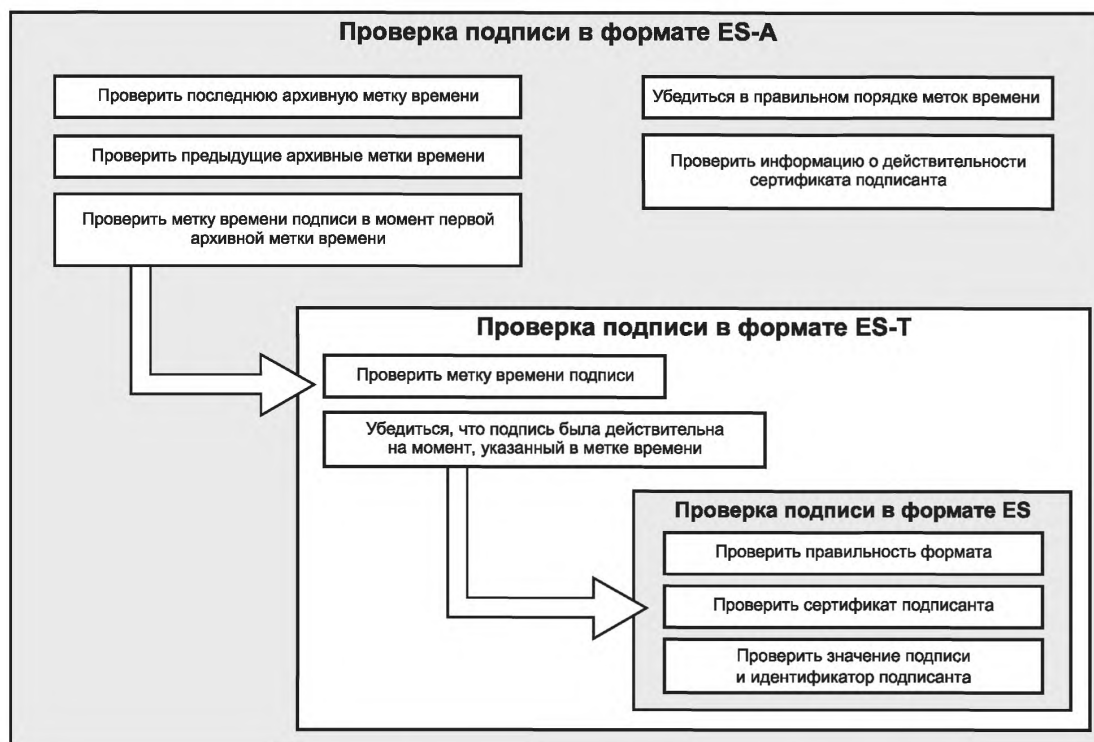 Проверка подписи в формате ES-A
Проверить последнюю архивную метку времени
Убедиться в правильном порядке меток времени
Проверить предыдущие архивные метки времени
Проверить информацию о действительности
сертификата подписанта
Проверить метку времени подписи в момент первой
архивной метки времени
Проверка подписи в формате ES-T
Проверить метку времени подписи
Убедиться, что подпись была действительна
на момент, указанный в метке времени
Проверка подписи в формате ES
Проверить правильность формата
Проверить сертификат подписанта
Проверить значение подписи
и идентификатор подписанта